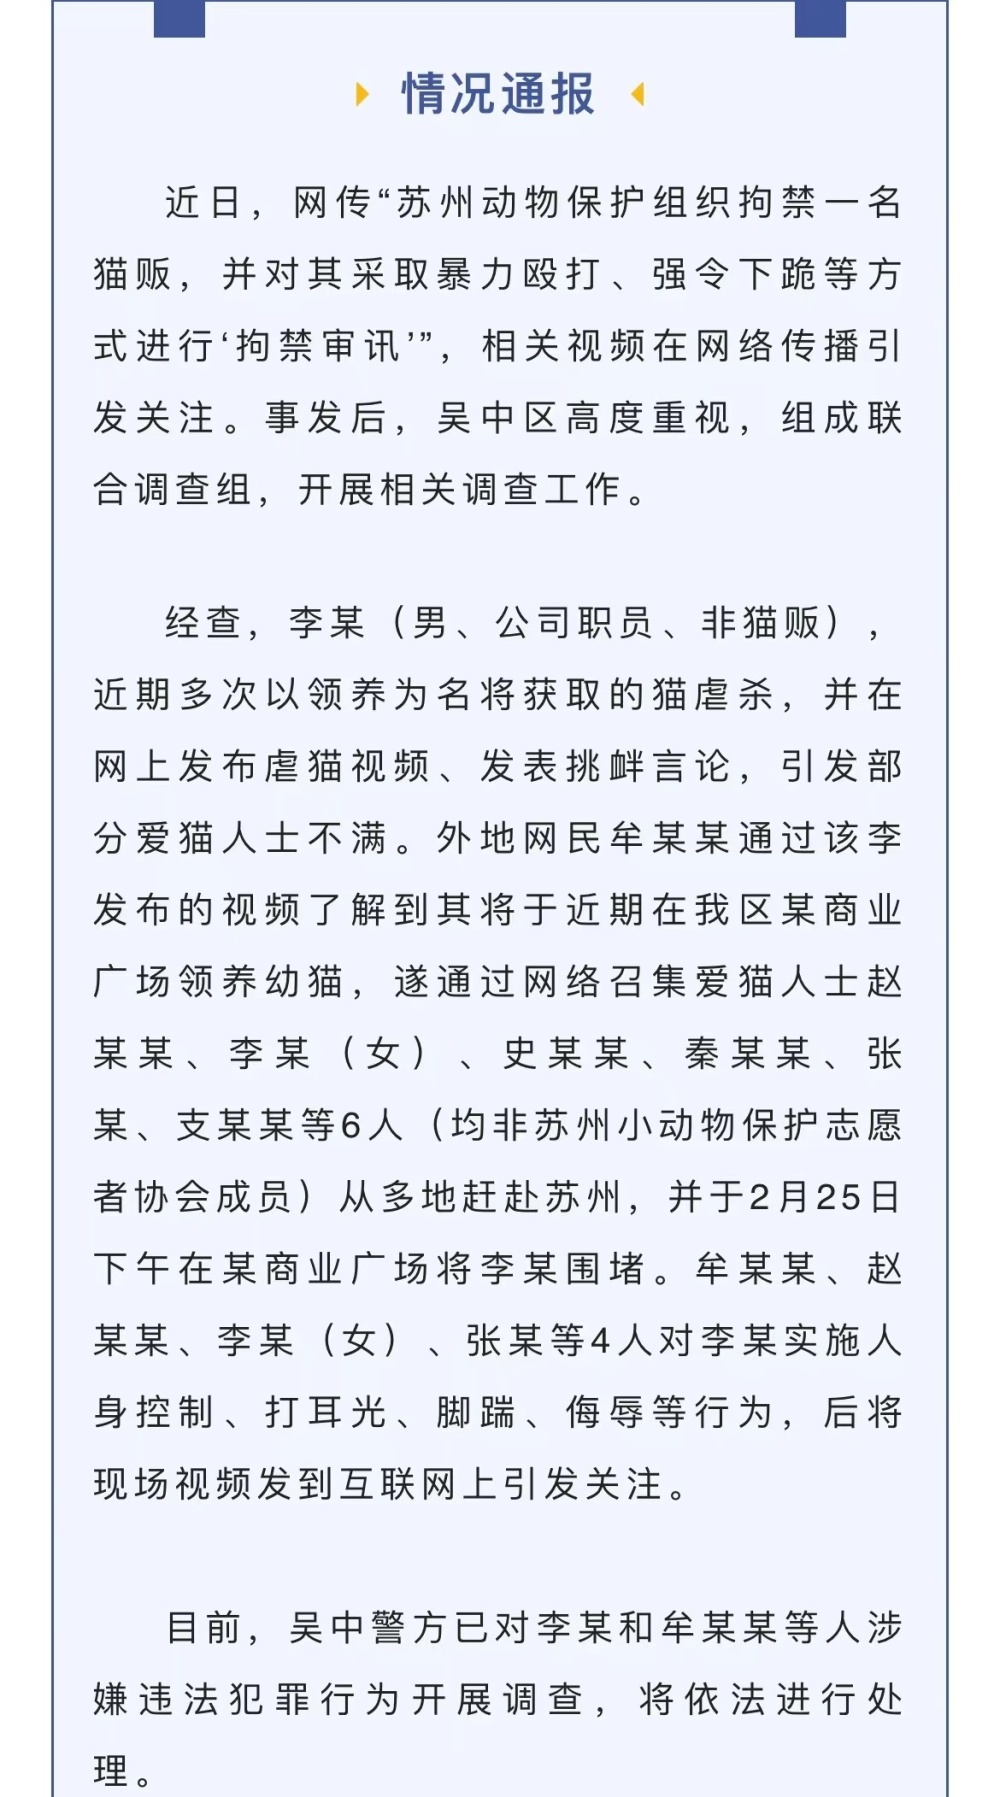 情况通报
近日，网传“苏州动物保护组织拘禁一名
猫贩，并对其采取暴力殴打、强令下跪等方
式进行‘拘禁审讯’”，相关视频在网络传播引
发关注。事发后，吴中区高度重视，组成联
合调查组，开展相关调查工作。
经查，李某（男、公司职员、非猫贩），
近期多次以领养为名将获取的猫虐杀，并在
网上发布虐猫视频、发表挑衅言论，引发部
分爱猫人士不满。外地网民牟某某通过该李
发布的视频了解到其将于近期在我区某商业
广场领养幼猫，遂通过网络召集爱猫人士赵
某某、李某（女）、史某某、秦某某、张
某、支某某等6人（均非苏州小动物保护志愿
者协会成员）从多地赶赴苏州，并于2月25日
下午在某商业广场将李某围堵。牟某某、赵
某某、李某（女）、张某等4人对李某实施人
身控制、打耳光、脚踹、侮辱等行为，后将
现场视频发到互联网上引发关注。
目前，吴中警方已对李某和牟某某等人涉
嫌违法犯罪行为开展调查，将依法进行处
理。